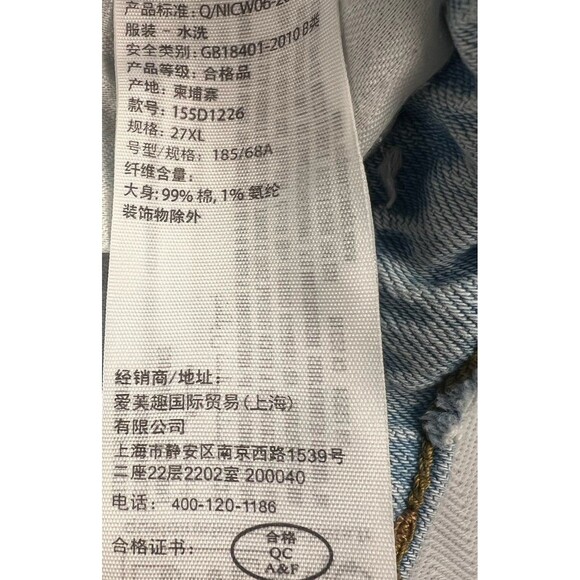 产品标准: Q/NICW06-20
服装 - 水洗
安全类别: GB18401-2010 B类
产品等级: 合格品
产地: 柬埔寨
款号: 155D1226
规格: 27XL
号型/规格: 185/68A
纤维含量:
大身: 99% 棉, 1% 氨纶
装饰物除外
经销商/地址:
爱芙趣国际贸易(上海)
有限公司
上海市静安区南京西路1539号
二座22层2202室 200040
电话: 400-120-1186
合格证书:
合格
QC
A&F